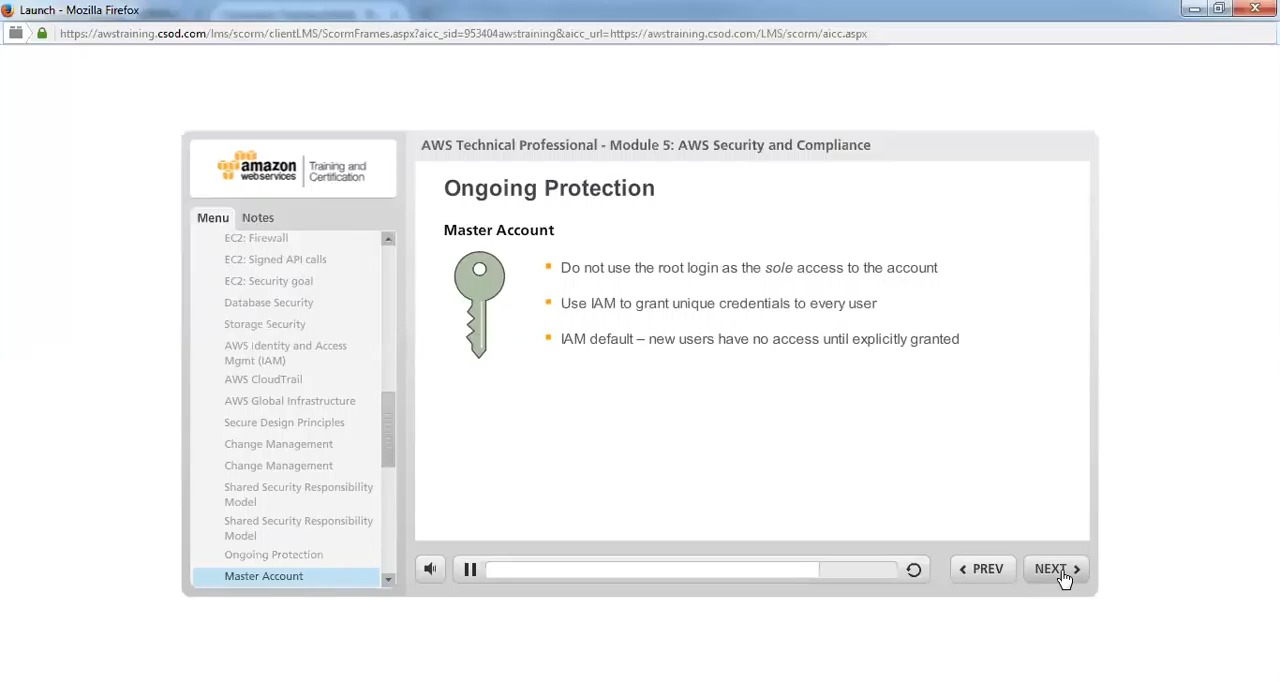 Launch - Mozilla Firefox
https://awstraining.csod.com/lms/scorm/clientLMS/ScormFrames.aspx?aicc_sid=953404awstraining&aicc_url=https://awstraining.csod.com/LMS/scorm/aicc.aspx
amazon
webservices
Training and
Certification
AWS Technical Professional - Module 5: AWS Security and Compliance
Menu
Notes
EC2: Firewall
EC2: Signed API calls
EC2: Security goal
Database Security
Storage Security
AWS Identity and Access
Mgmt (IAM)
AWS CloudTrail
AWS Global Infrastructure
Secure Design Principles
Change Management
Change Management
Shared Security Responsibility
Model
Shared Security Responsibility
Model
Ongoing Protection
Master Account
Ongoing Protection
Master Account
Do not use the root login as the sole access to the account
Use IAM to grant unique credentials to every user
IAM default – new users have no access until explicitly granted
PREV
NEXT